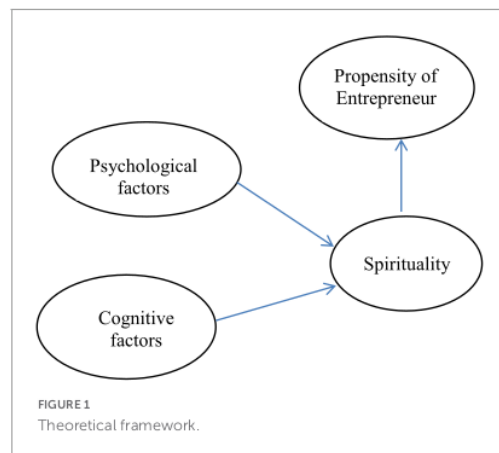 Propensity of
Entrepreneur
Psychological
factors
Spirituality
Cognitive
factors
FIGURE 1
Theoretical framework.